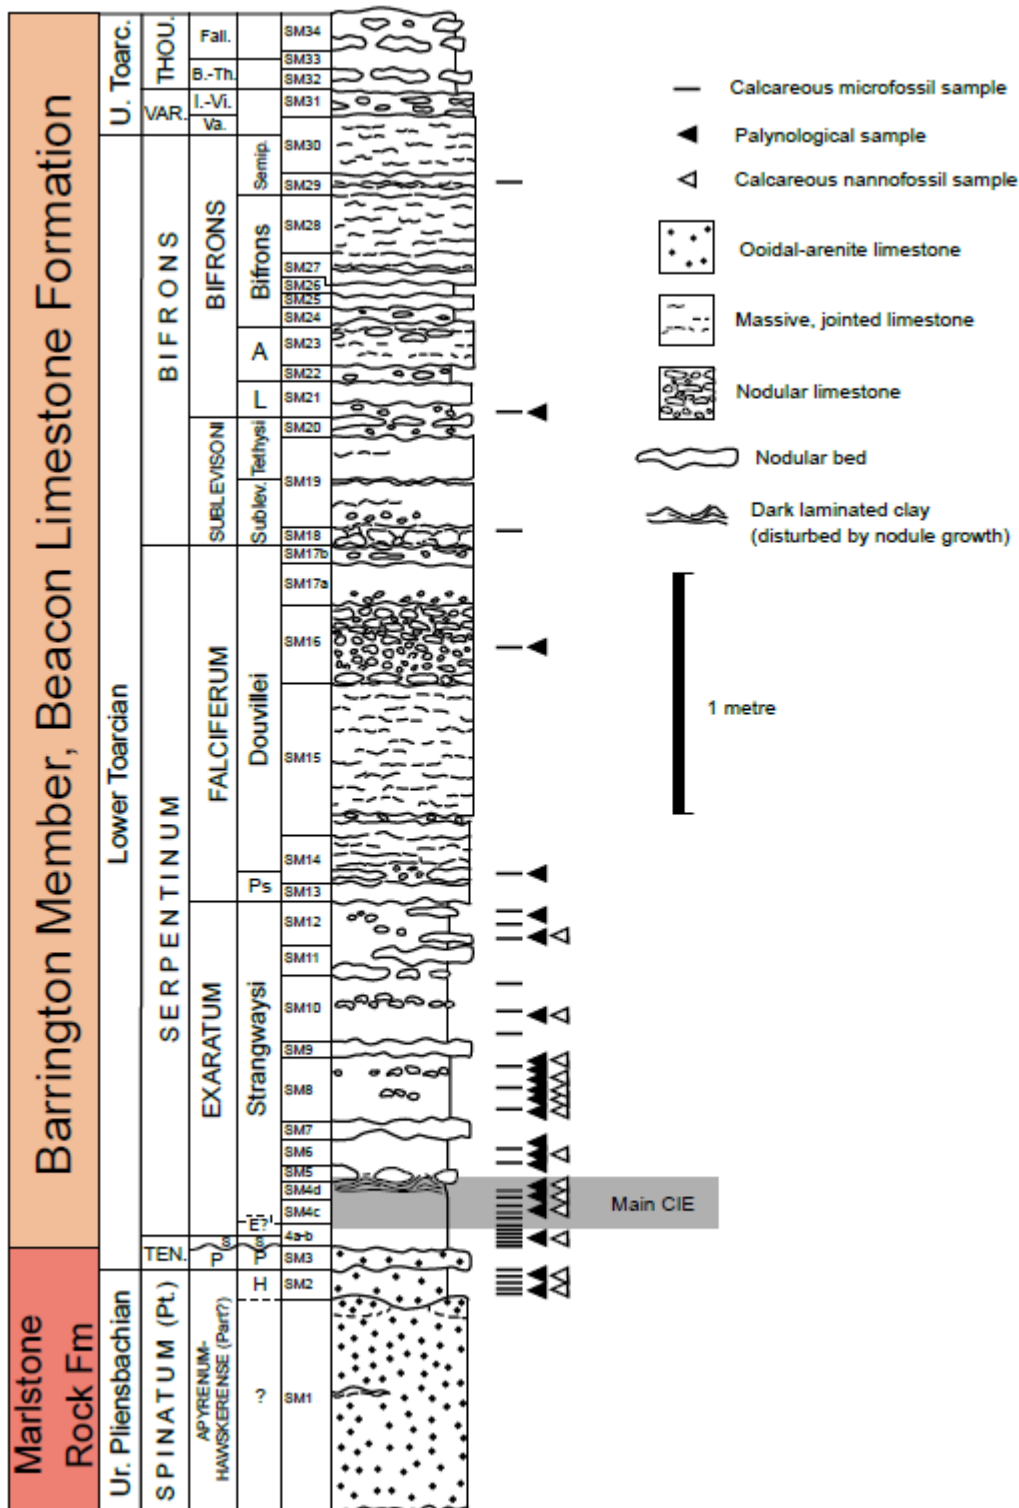 Barrington Member, Beacon Limestone Formation
Marlstone
Rock Fm
U. Toarc.
Lower Toarcian
Ur. Pliensbachian
THOU.
VAR.
BIFRONS
SERPENTINUM
TEN.
SPINATUM (Pt.)
Fall.
B.-Th.
I.-Vi.
Va.
BIFRONS
SUBLEVISONI
FALCIFERUM
EXARATUM
S
P
APYRENUM-
HAWSKERENSE (Part?)
Semip.
Bifrons
A
L
Tethysi
Sublev.
Douvillei
Ps
Strangwaysi
E?
S
P
H
?
SM34
SM33
SM32
SM31
SM30
SM29
SM28
SM27
SM26
SM25
SM24
SM23
SM22
SM21
SM20
SM19
SM18
SM17b
SM17a
SM16
SM15
SM14
SM13
SM12
SM11
SM10
SM9
SM8
SM7
SM6
SM5
SM4d
SM4c
4a-b
SM3
SM2
SM1
Calcareous microfossil sample
Palynological sample
Calcareous nannofossil sample
Ooidal-arenite limestone
Massive, jointed limestone
Nodular limestone
Nodular bed
Dark laminated clay
(disturbed by nodule growth)
1 metre
Main CIE